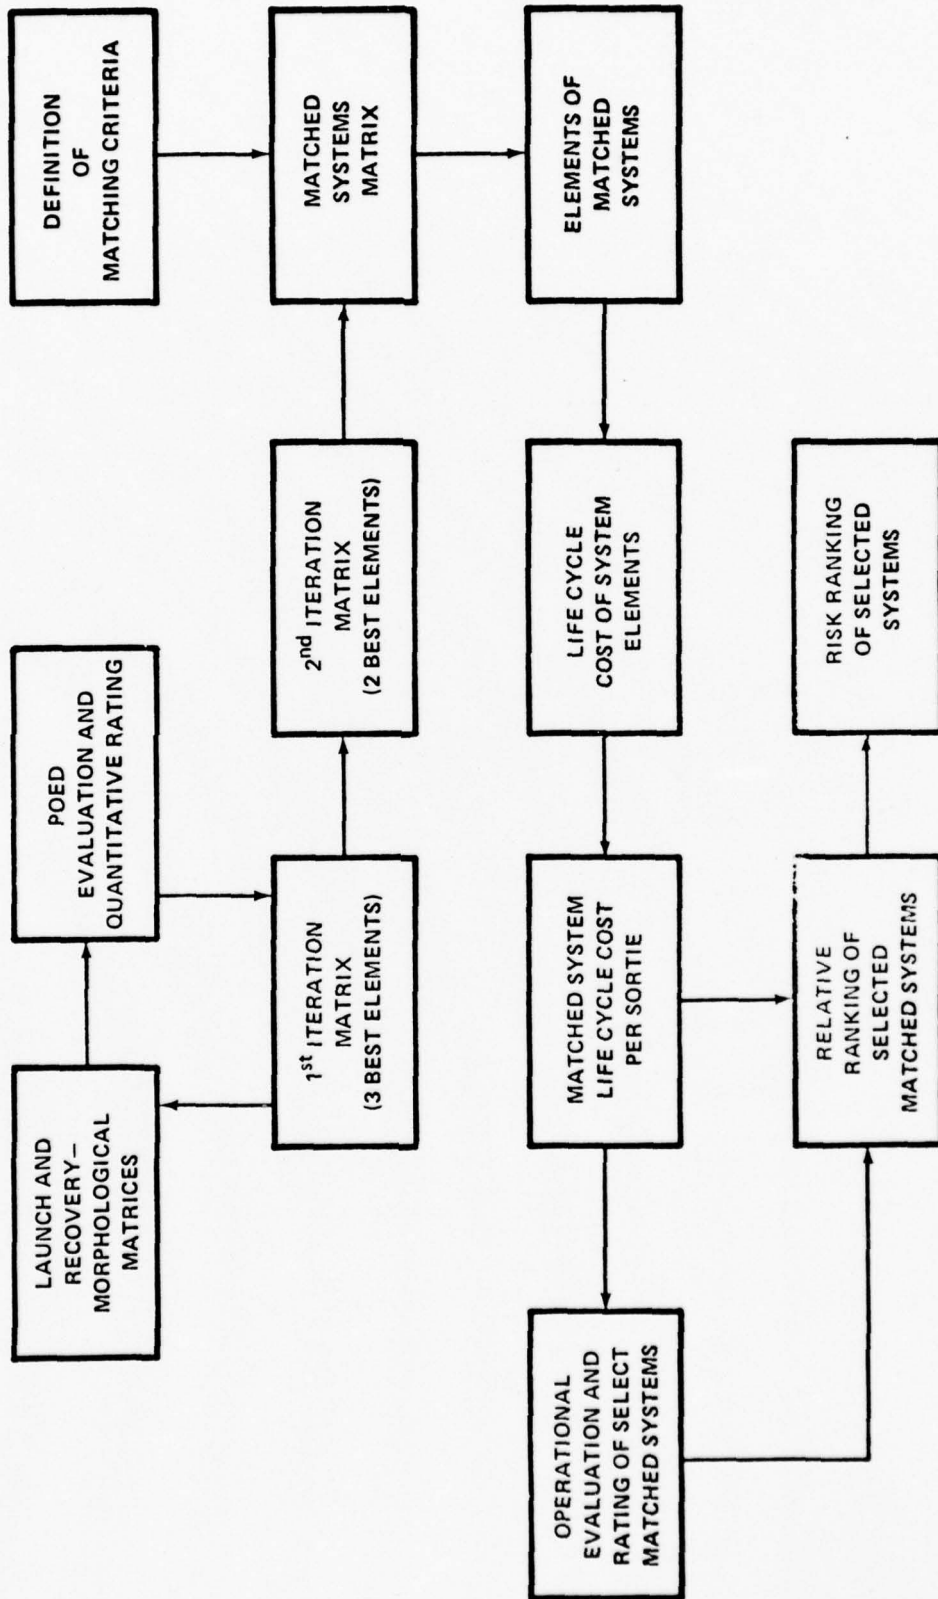 LAUNCH AND
RECOVERY–
MORPHOLOGICAL
MATRICES
POED
EVALUATION AND
QUANTITATIVE RATING
DEFINITION
OF
MATCHING CRITERIA
1st ITERATION
MATRIX
(3 BEST ELEMENTS)
2nd ITERATION
MATRIX
(2 BEST ELEMENTS)
MATCHED
SYSTEMS
MATRIX
OPERATIONAL
EVALUATION AND
RATING OF SELECT
MATCHED SYSTEMS
MATCHED SYSTEM
LIFE CYCLE COST
PER SORTIE
LIFE CYCLE
COST OF SYSTEM
ELEMENTS
ELEMENTS OF
MATCHED
SYSTEMS
RELATIVE
RANKING OF
SELECTED
MATCHED SYSTEMS
RISK RANKING
OF SELECTED
SYSTEMS